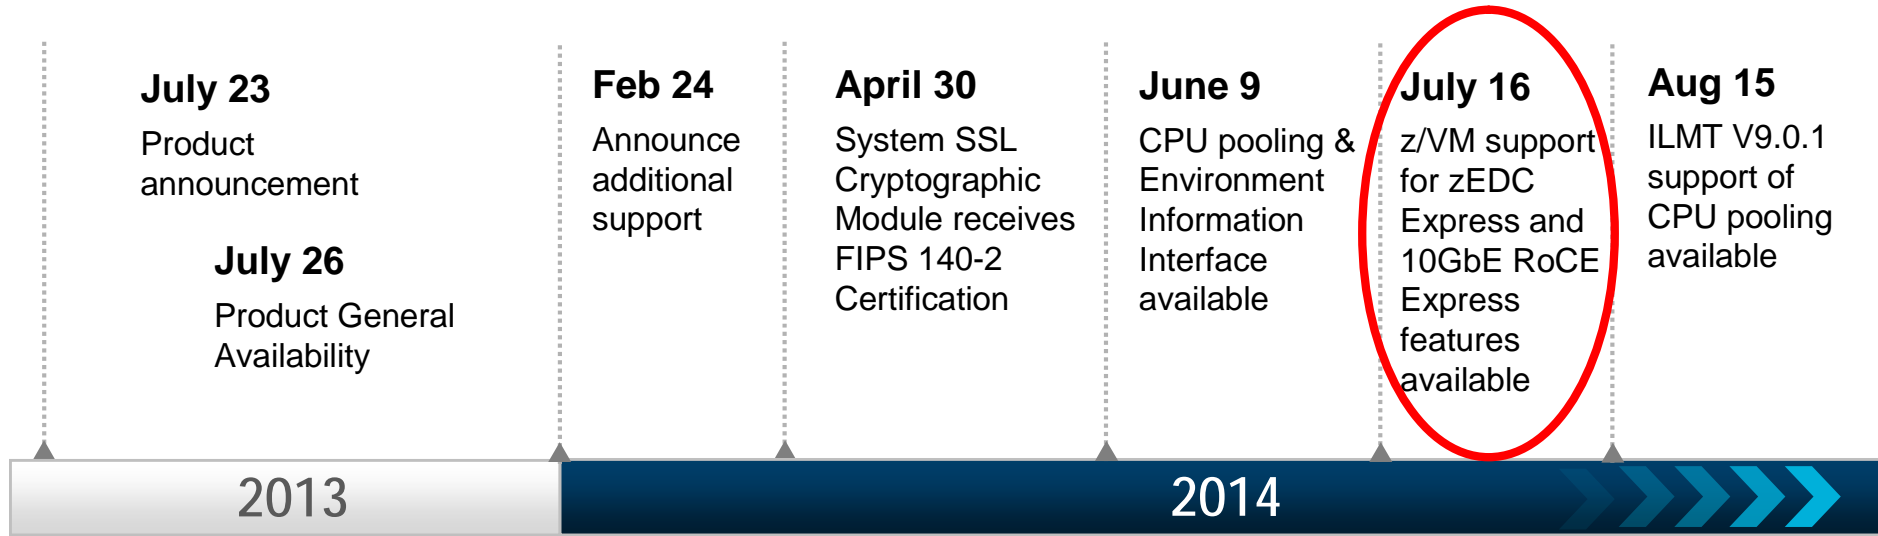 July 23
Product
announcement
July 26
Product General
Availability
Feb 24
Announce
additional
support
April 30
System SSL
Cryptographic
Module receives
FIPS 140-2
Certification
June 9
CPU pooling &
Environment
Information
Interface
available
July 16
z/VM support
for zEDC
Express and
10GbE RoCE
Express
features
available
Aug 15
ILMT V9.0.1
support of
CPU pooling
available
2013
2014